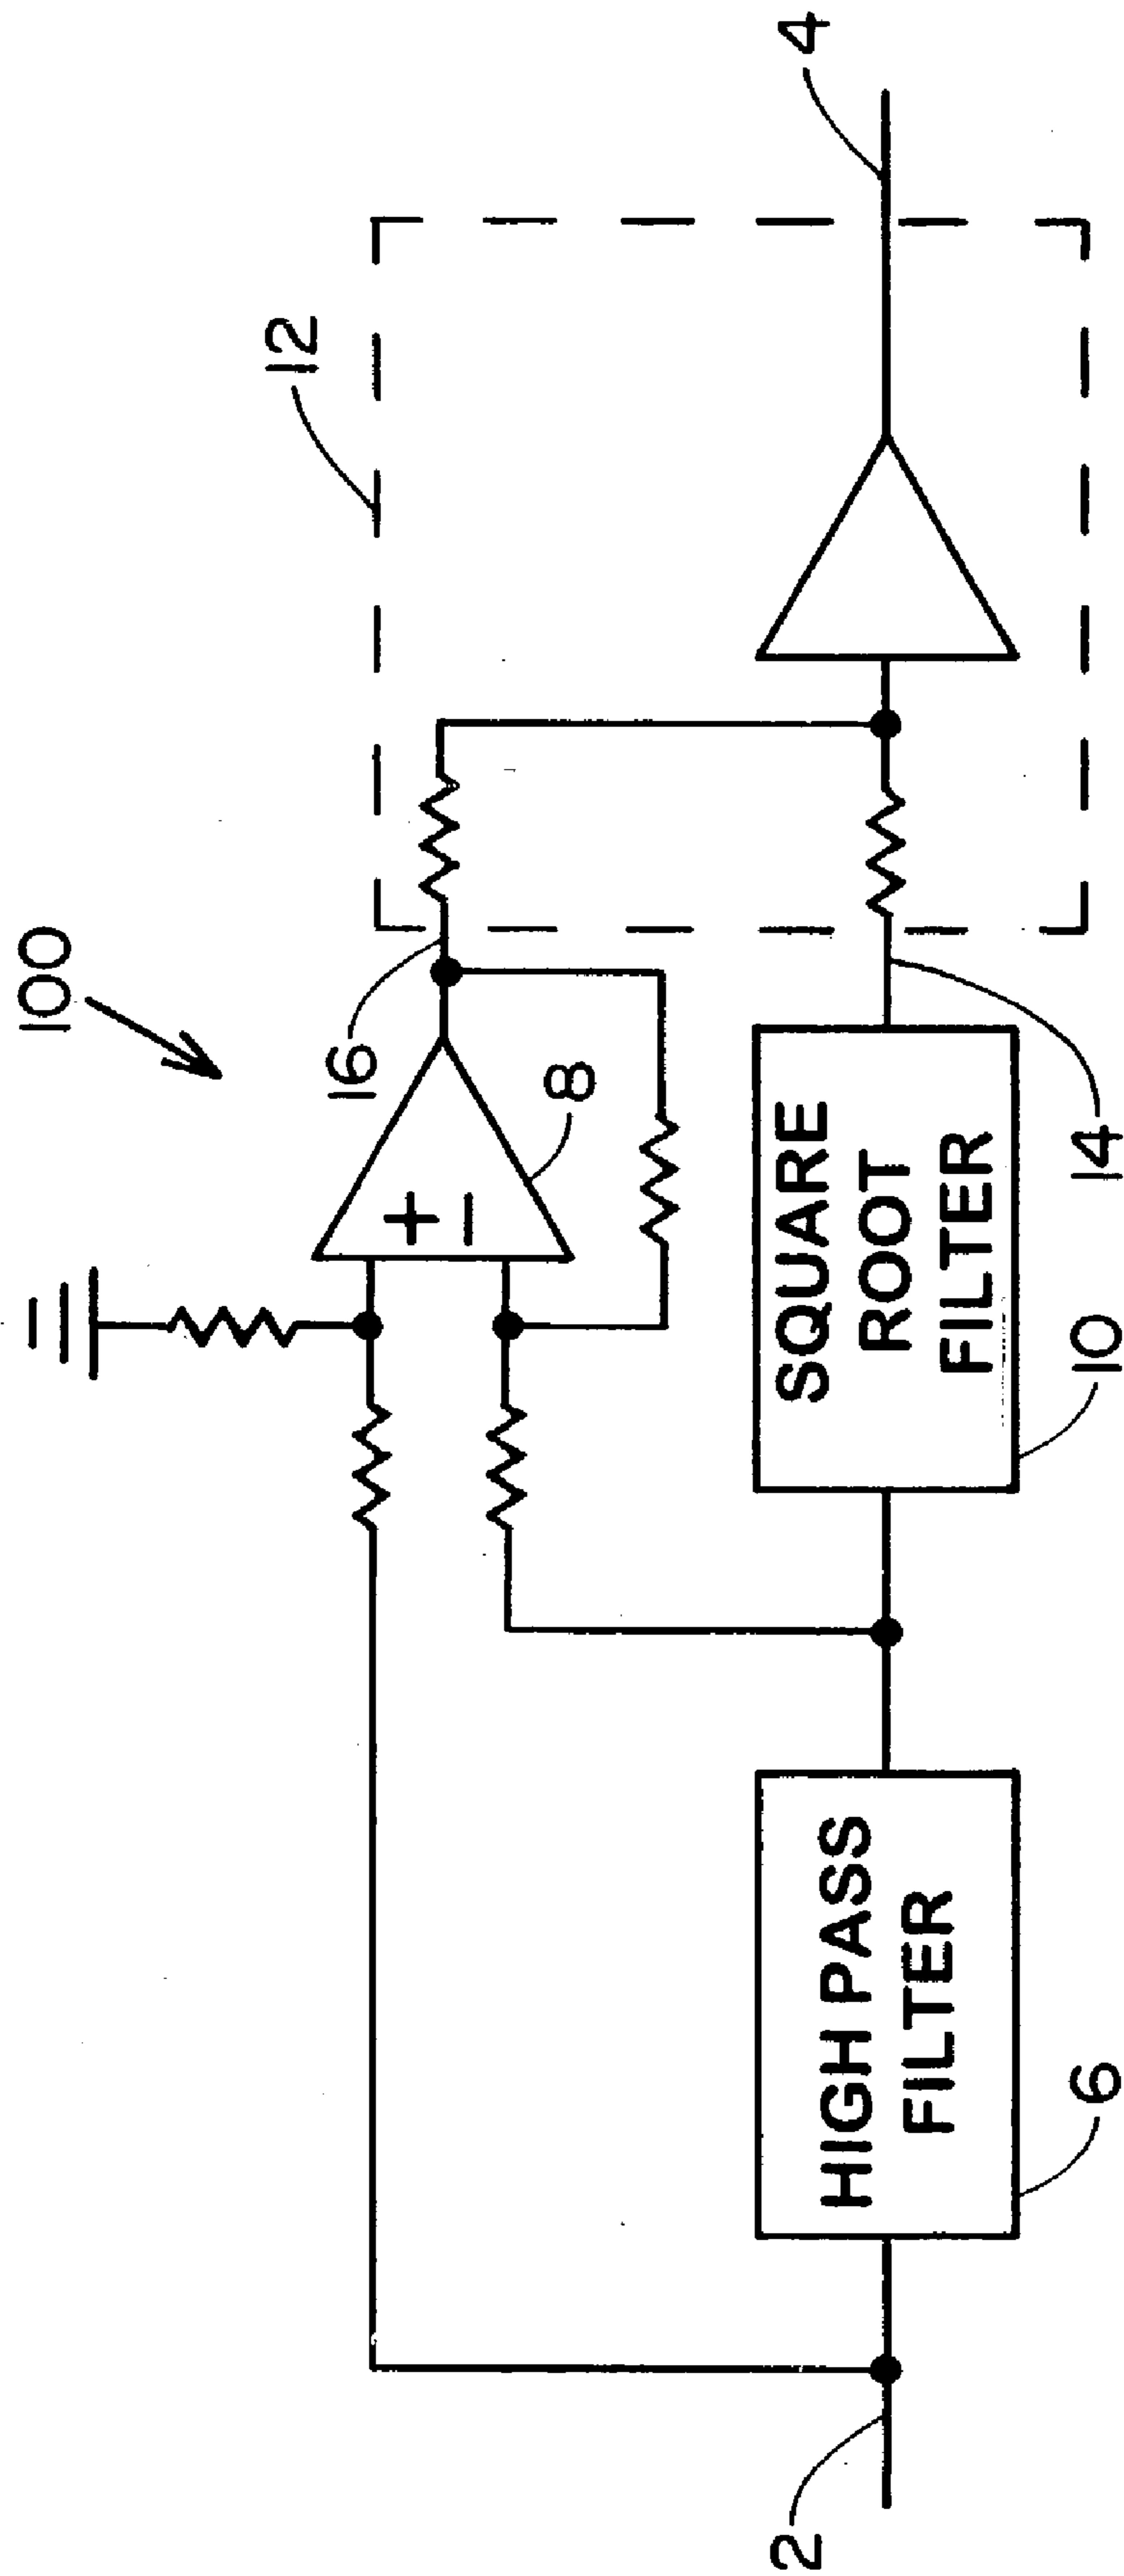 100
12
16
8
4
SQUARE
ROOT
FILTER
14
10
HIGH PASS
FILTER
6
2
+
−